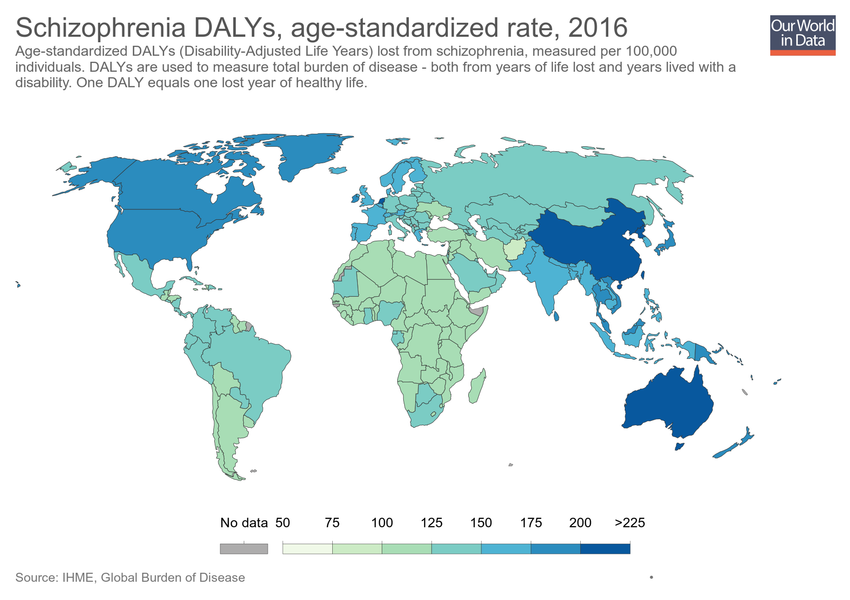 Schizophrenia DALYs, age-standardized rate, 2016
Our World
in Data
Age-standardized DALYs (Disability-Adjusted Life Years) lost from schizophrenia, measured per 100,000
individuals. DALYs are used to measure total burden of disease - both from years of life lost and years lived with a
disability. One DALY equals one lost year of healthy life.
No data 50 75 100 125 150 175 200 >225
Source: IHME, Global Burden of Disease